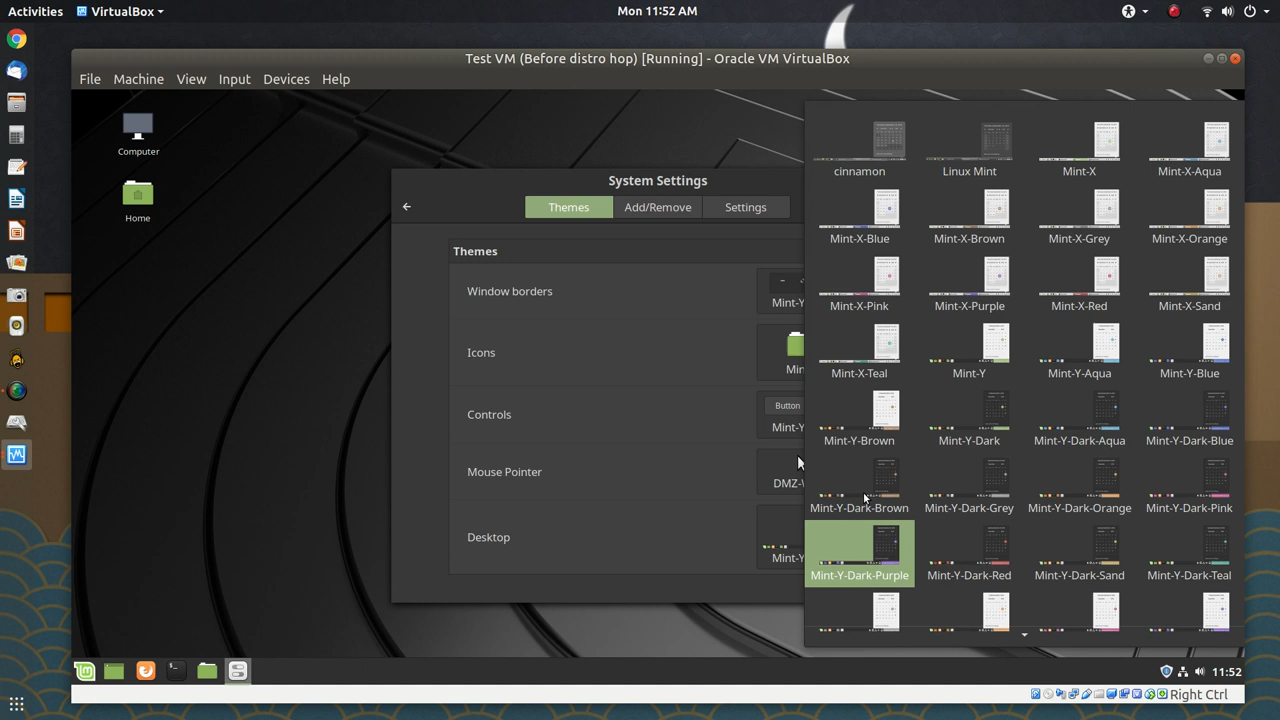 Activities VirtualBox Mon 11:52 AM
Test VM (Before distro hop) [Running] - Oracle VM VirtualBox
File Machine View Input Devices Help
Computer
Home
System Settings
Themes Add/Remove Settings
Themes
Window borders
Mint-Y
Icons
Min
Controls
Button
Mint-Y
Mouse Pointer
DMZ-
Desktop
Mint-Y
cinnamon Linux Mint Mint-X Mint-X-Aqua
Mint-X-Blue Mint-X-Brown Mint-X-Grey Mint-X-Orange
Mint-X-Pink Mint-X-Purple Mint-X-Red Mint-X-Sand
Mint-X-Teal Mint-Y Mint-Y-Aqua Mint-Y-Blue
Mint-Y-Brown Mint-Y-Dark Mint-Y-Dark-Aqua Mint-Y-Dark-Blue
Mint-Y-Dark-Brown Mint-Y-Dark-Grey Mint-Y-Dark-Orange Mint-Y-Dark-Pink
Mint-Y-Dark-Purple Mint-Y-Dark-Red Mint-Y-Dark-Sand Mint-Y-Dark-Teal
11:52
Right Ctrl